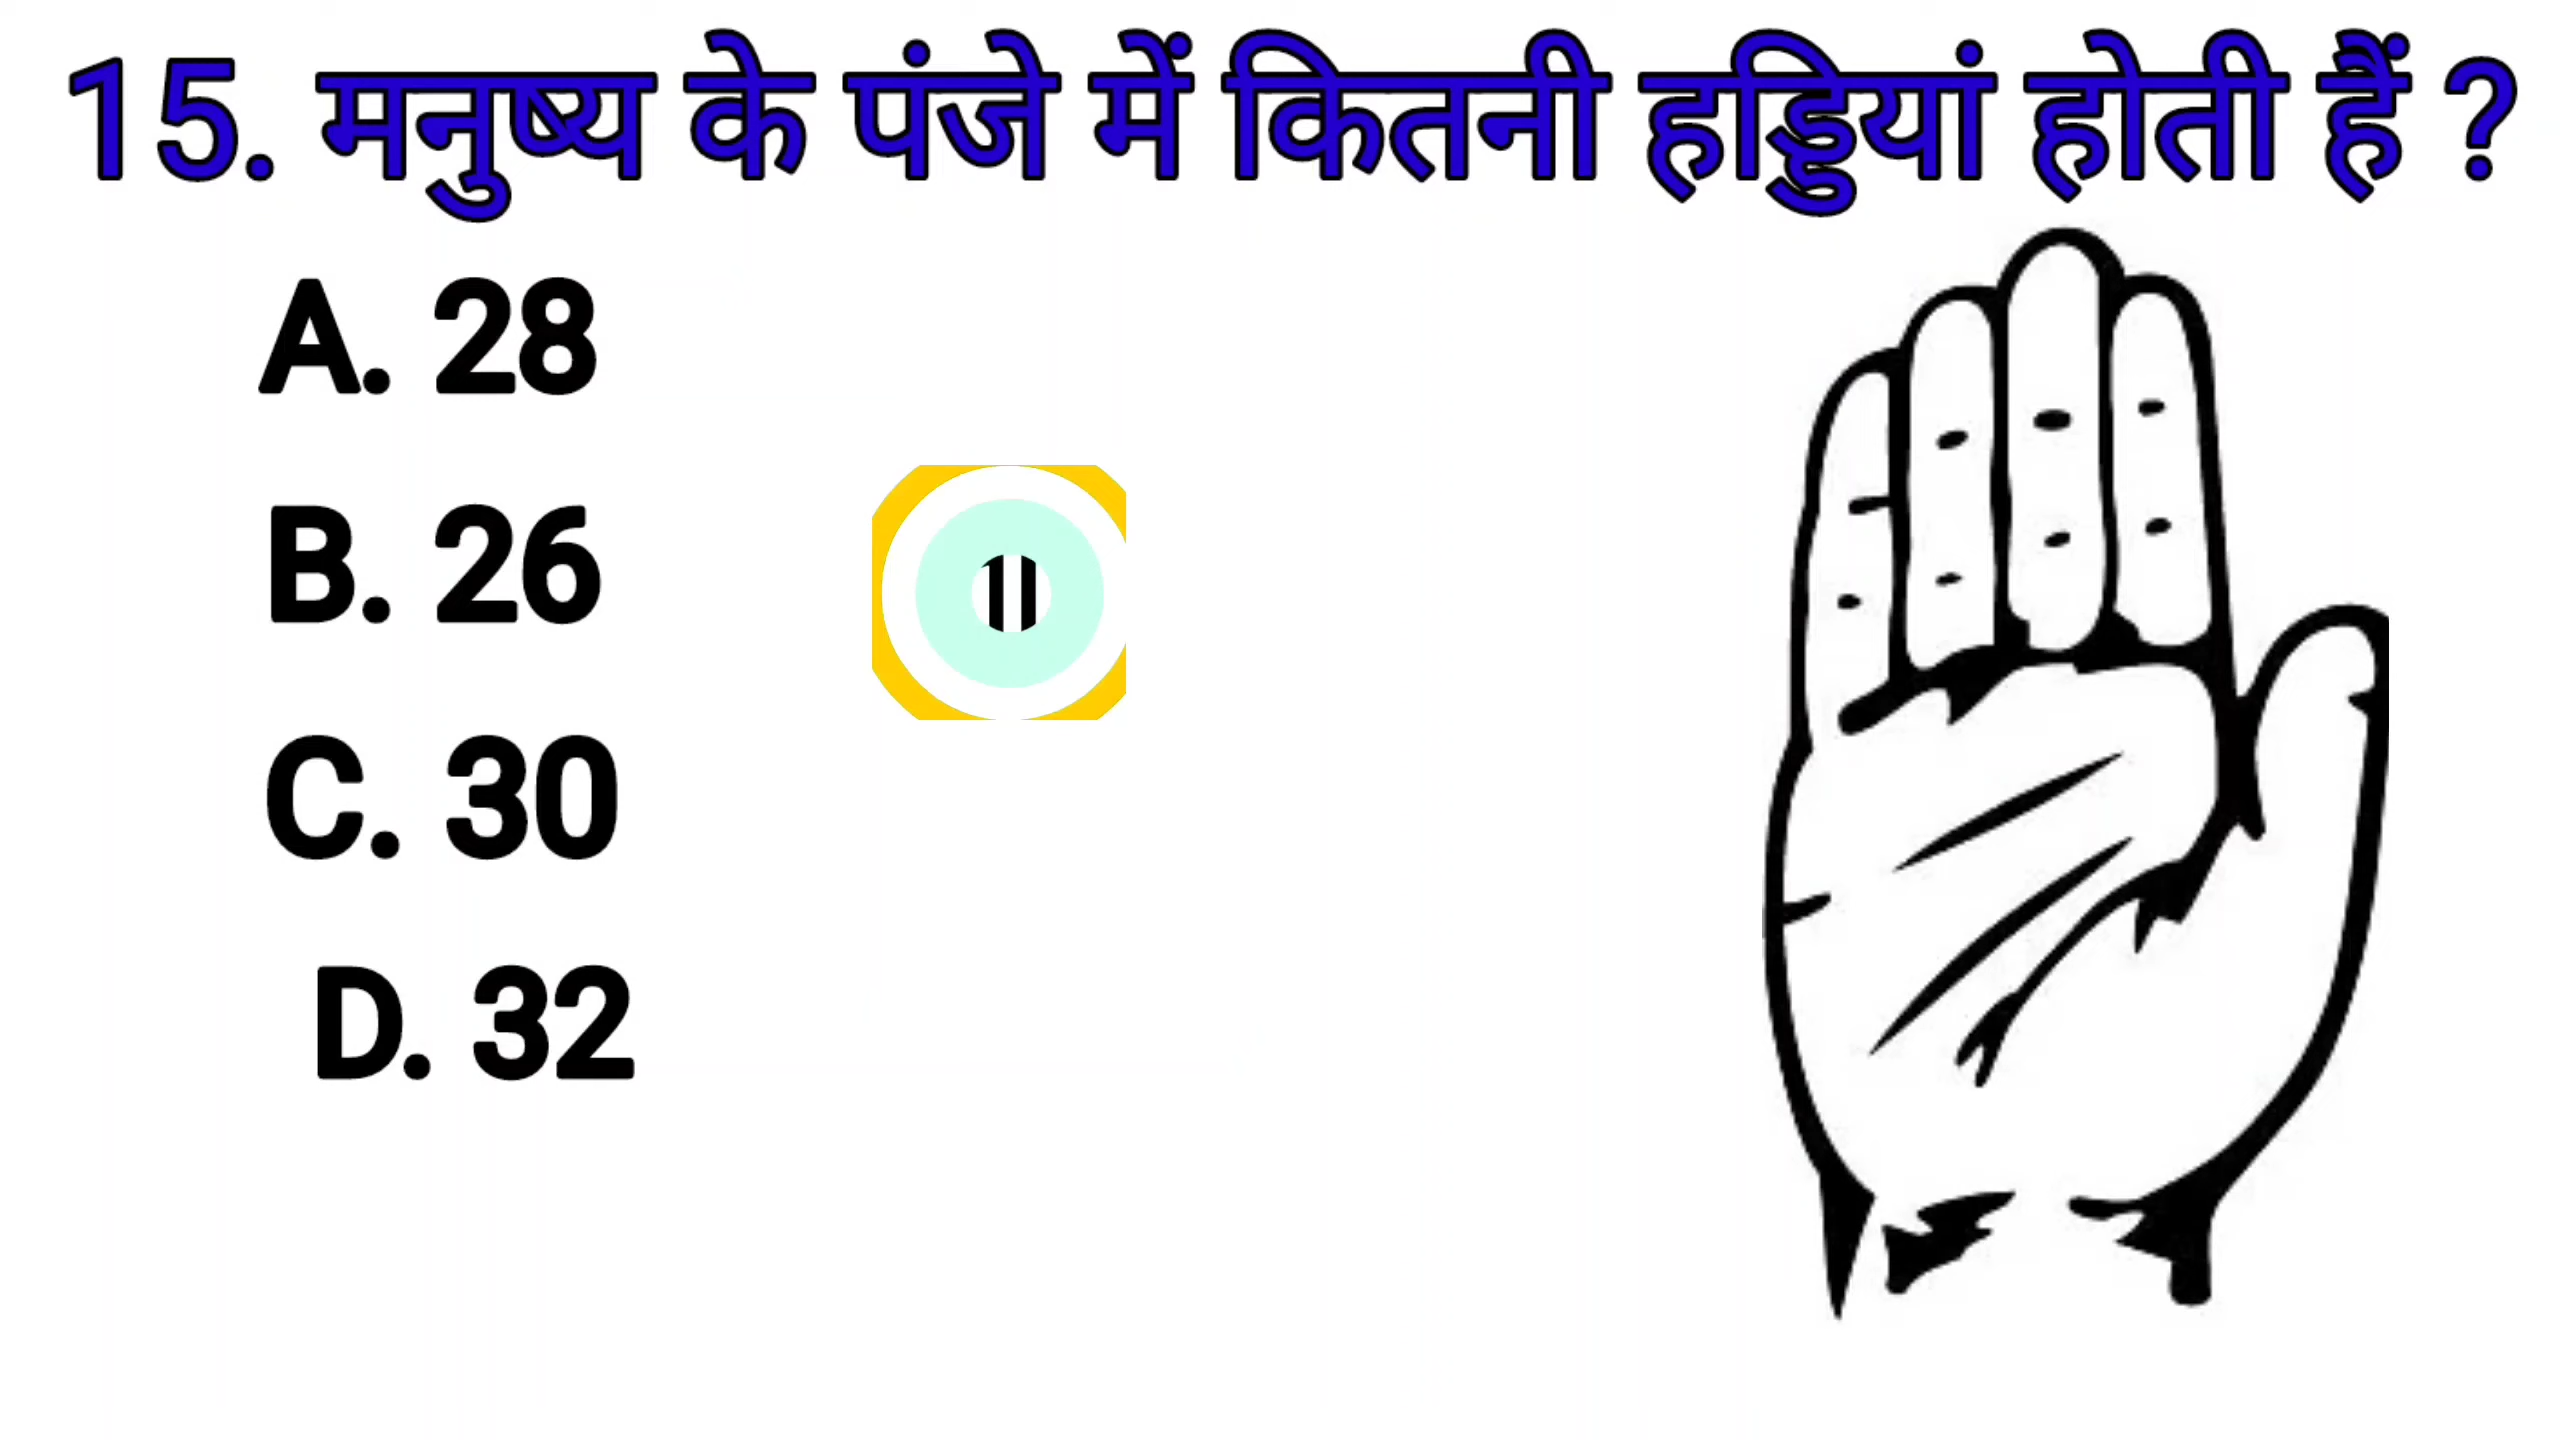 15. मनुष्य के पंजे में कितनी हड्डियां होती हैं ?
A. 28
B. 26
C. 30
D. 32